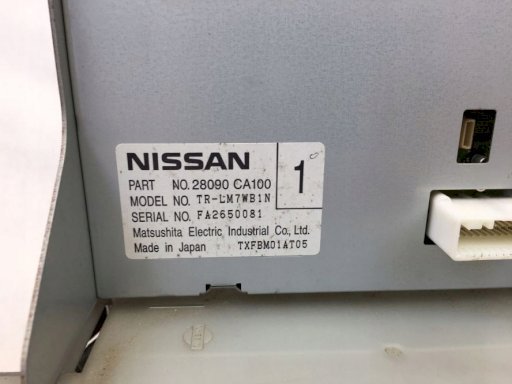 NISSAN 1
PART NO. 28090 CA100
MODEL NO. TR-LM7WB1N
SERIAL NO. FA2650081
Matsushita Electric Industrial Co., Ltd.
Made in Japan TXFBM01AT05